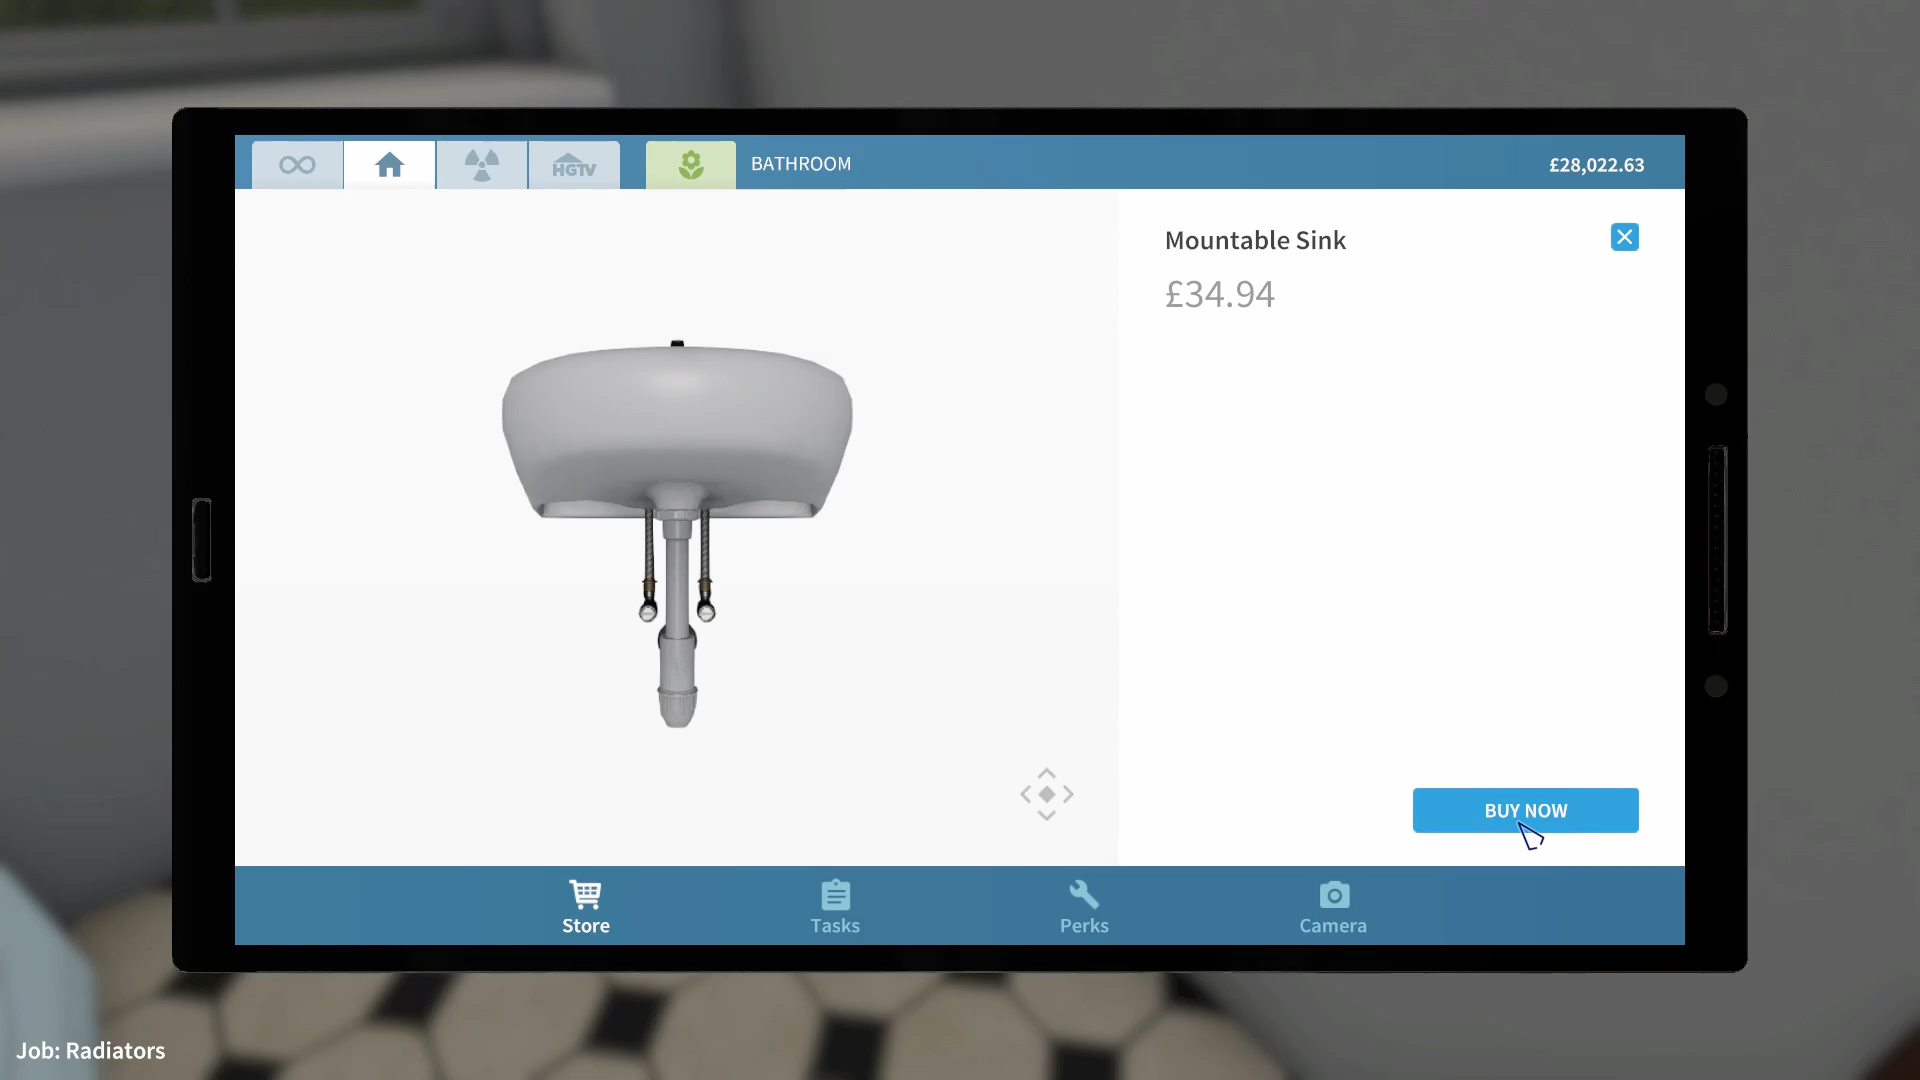 HGTV
BATHROOM
£28,022.63
Mountable Sink
£34.94
BUY NOW
Store
Tasks
Perks
Camera
Job: Radiators